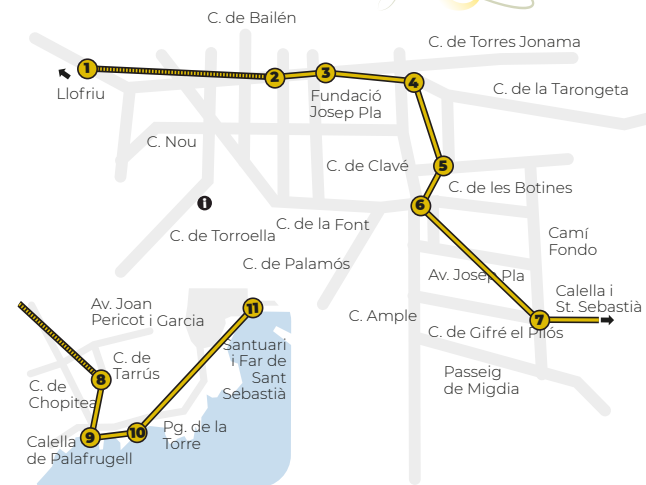 C. de Bailén
C. de Torres Jonama
1
2
3
4
Llofriu
Fundació
Josep Pla
C. de la Tarongeta
C. Nou
C. de Clavé
5
C. de les Botines
6
i
C. de la Font
C. de Torroella
Camí
Fondo
C. de Palamós
Av. Josep Pla
Calella i
St. Sebastià
Av. Joan
Pericot i Garcia
11
C. Ample
7
C. de Gifré el Pilós
Santuari
i Far de
Sant
Sebastià
C. de
Tarrús
8
C. de
Chopitea
Passeig
de Migdia
9
10
Pg. de la
Torre
Calella
de Palafrugell